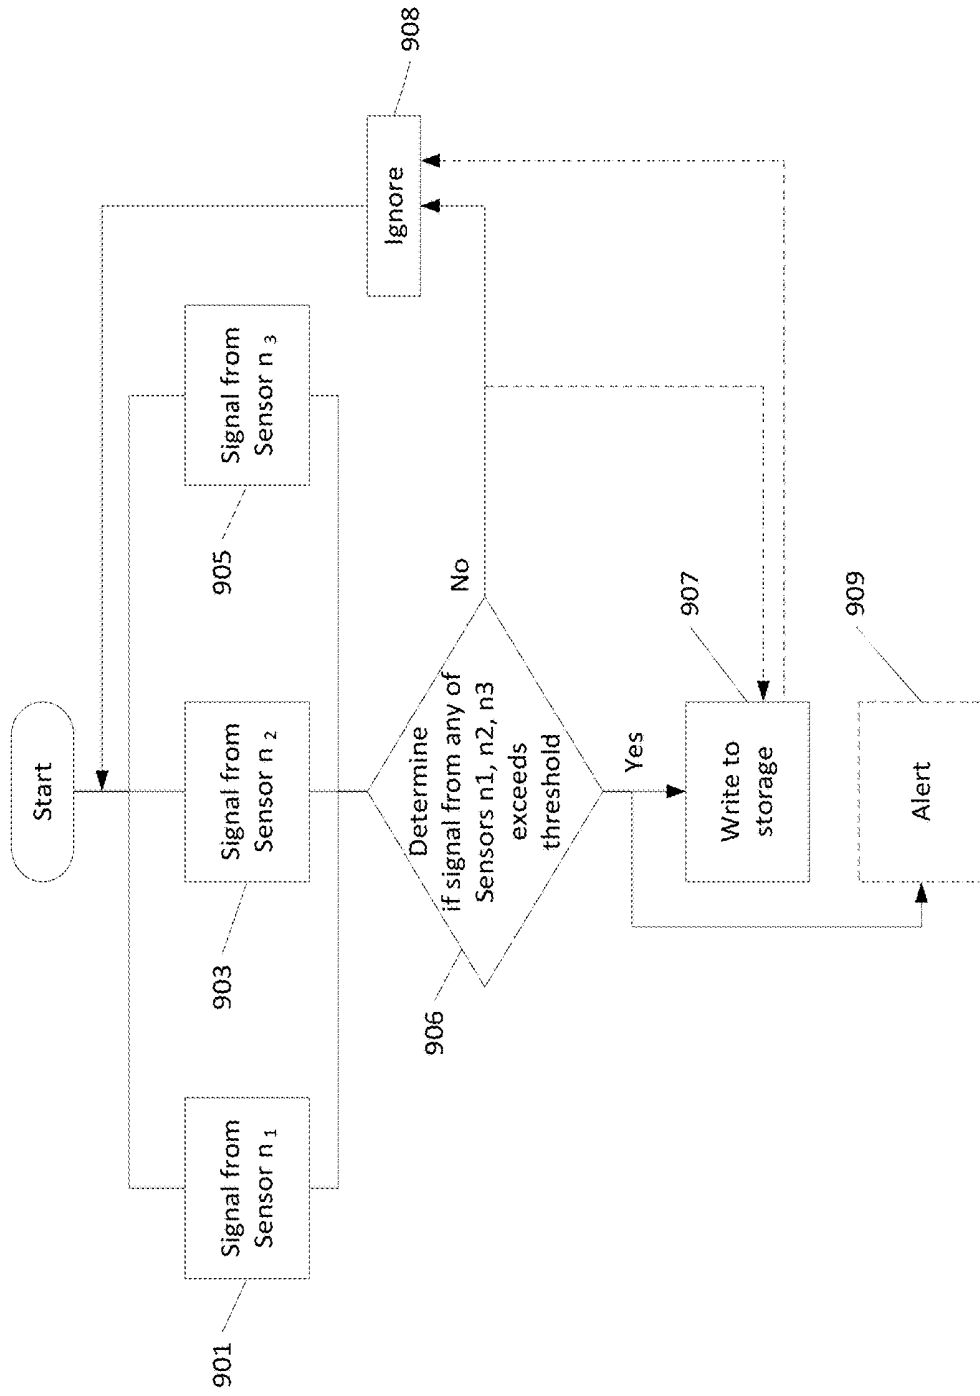 Start
Signal from
Sensor n 1
901
Signal from
Sensor n 2
903
Signal from
Sensor n 3
905
Determine
if signal from any of
Sensors n1, n2, n3
exceeds
threshold
906
No
Ignore
908
Yes
Write to
storage
907
Alert
909